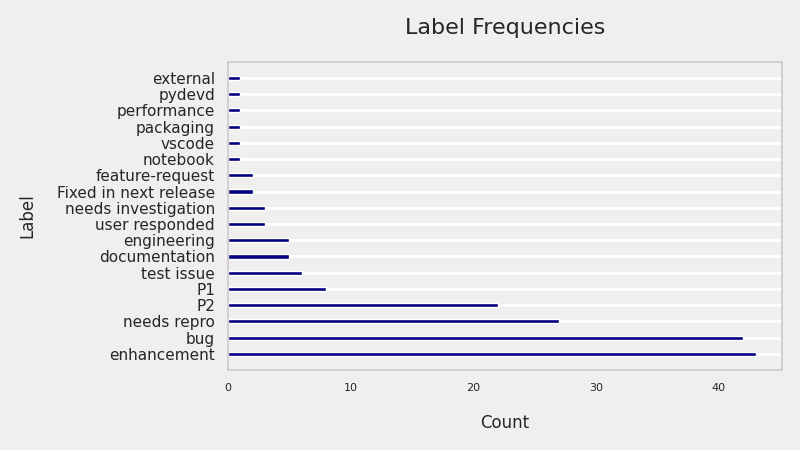 Label Frequencies
external
pydevd
performance
packaging
vscode
notebook
feature-request
Fixed in next release
needs investigation
user responded
engineering
documentation
test issue
P1
P2
needs repro
bug
enhancement
Label
0 10 20 30 40
Count